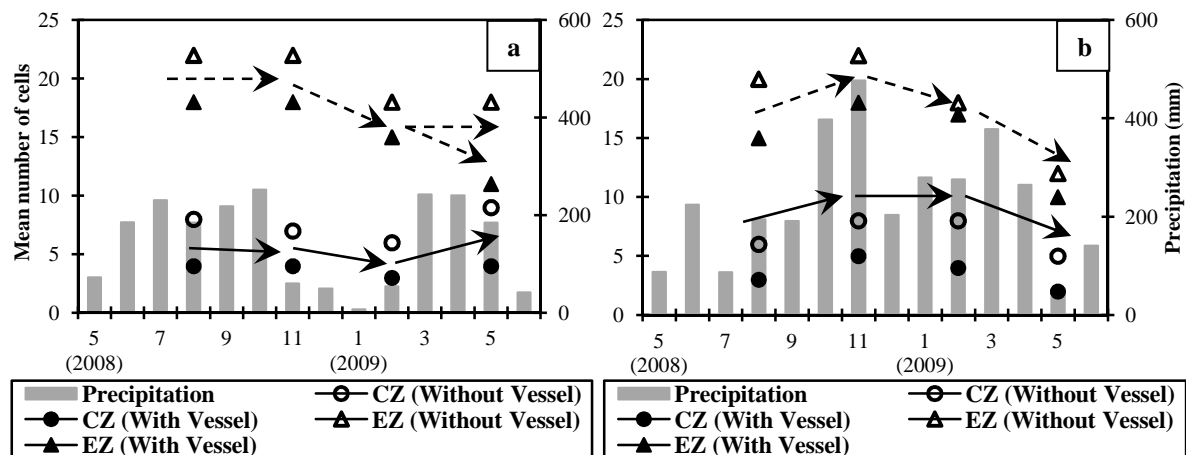 25
20
15
10
5
0
Mean number of cells
600
400
200
0
a
5 7 9 11 1 3 5
(2008) (2009)
Precipitation CZ (Without Vessel)
CZ (With Vessel) EZ (Without Vessel)
EZ (With Vessel)
25
20
15
10
5
0
600
400
200
0
Precipitation (mm)
b
5 7 9 11 1 3 5
(2008) (2009)
Precipitation CZ (Without Vessel)
CZ (With Vessel) EZ (Without Vessel)
EZ (With Vessel)